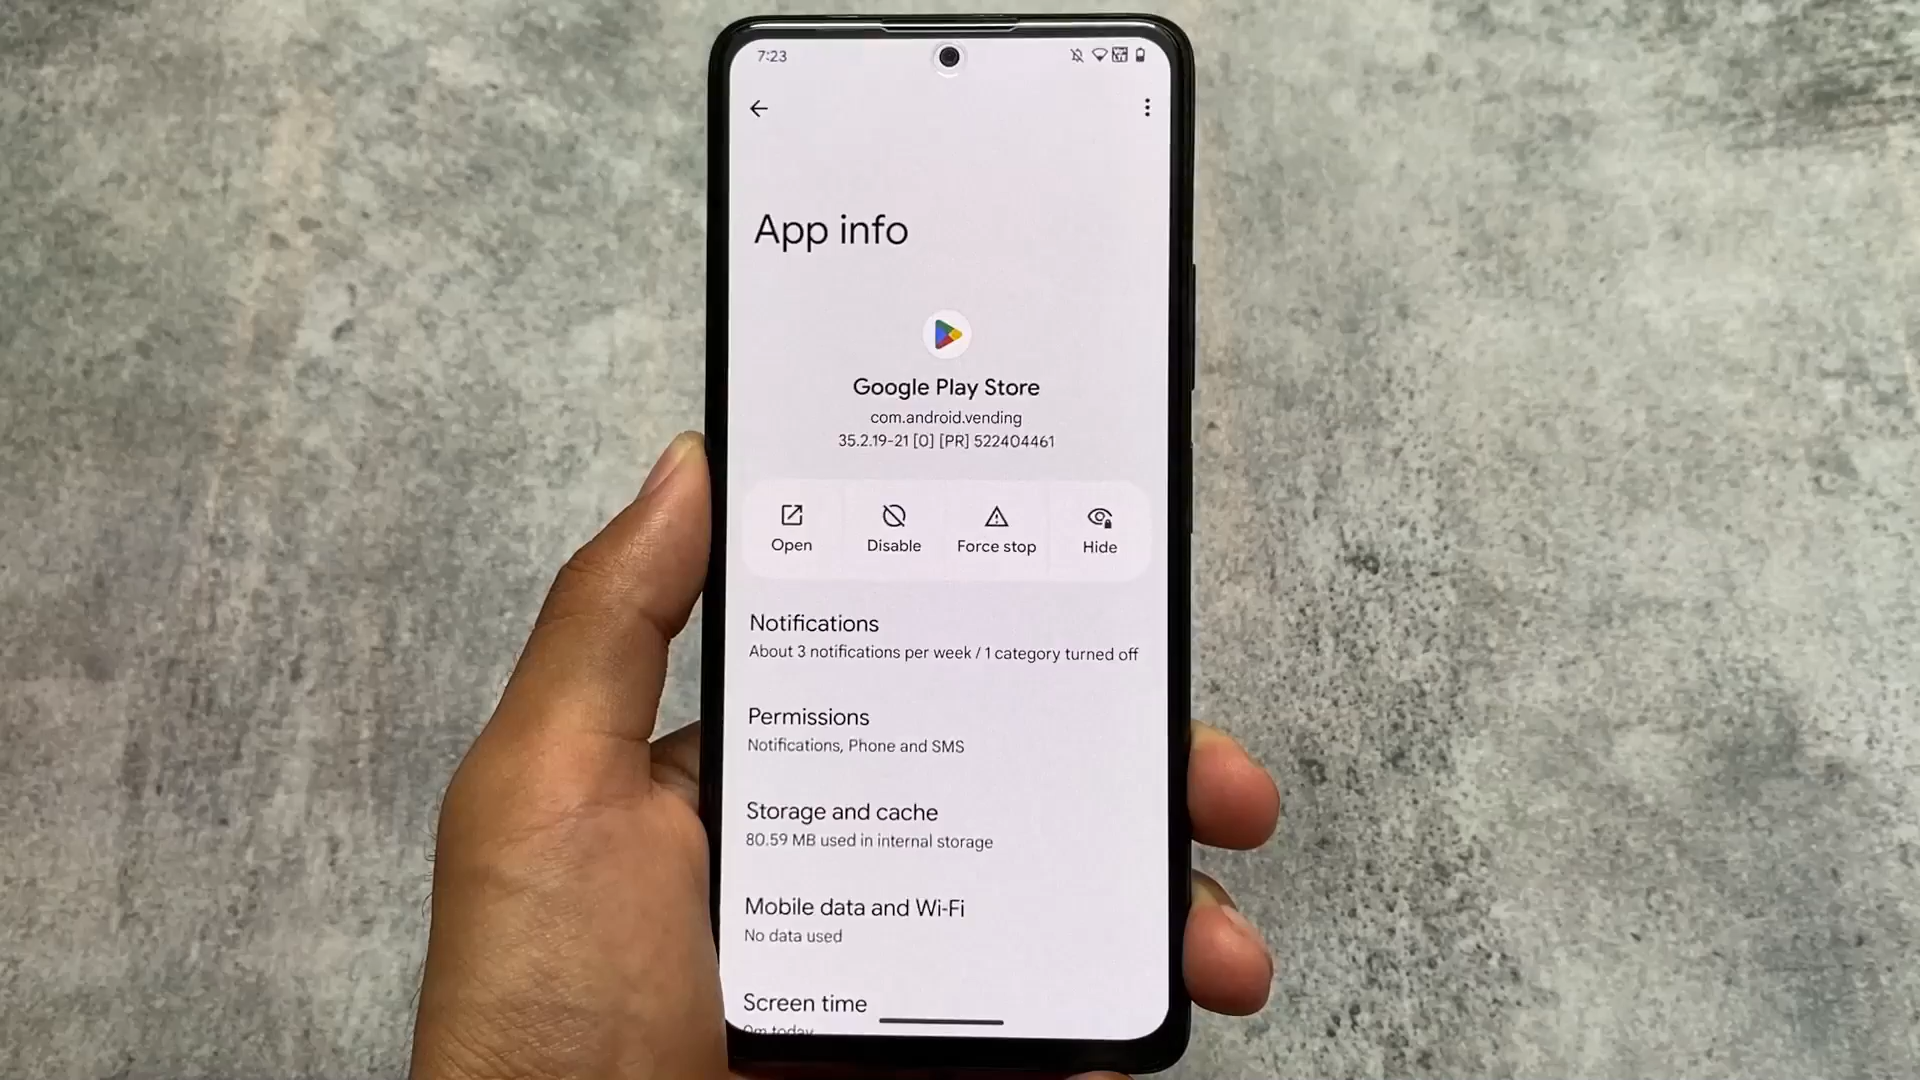 7:23
App info
Google Play Store
com.android.vending
35.2.19-21 [0] [PR] 522404461
Open
Disable
Force stop
Hide
Notifications
About 3 notifications per week / 1 category turned off
Permissions
Notifications, Phone and SMS
Storage and cache
80.59 MB used in internal storage
Mobile data and Wi-Fi
No data used
Screen time
0m today